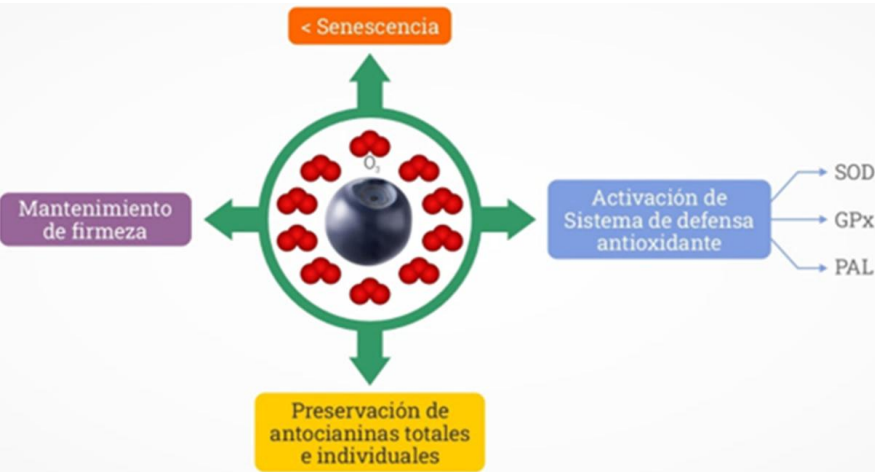 < Senescencia
O₃
Mantenimiento
de firmeza
Activación de
Sistema de defensa
antioxidante
SOD
GPx
PAL
Preservación de
antocianinas totales
e individuales